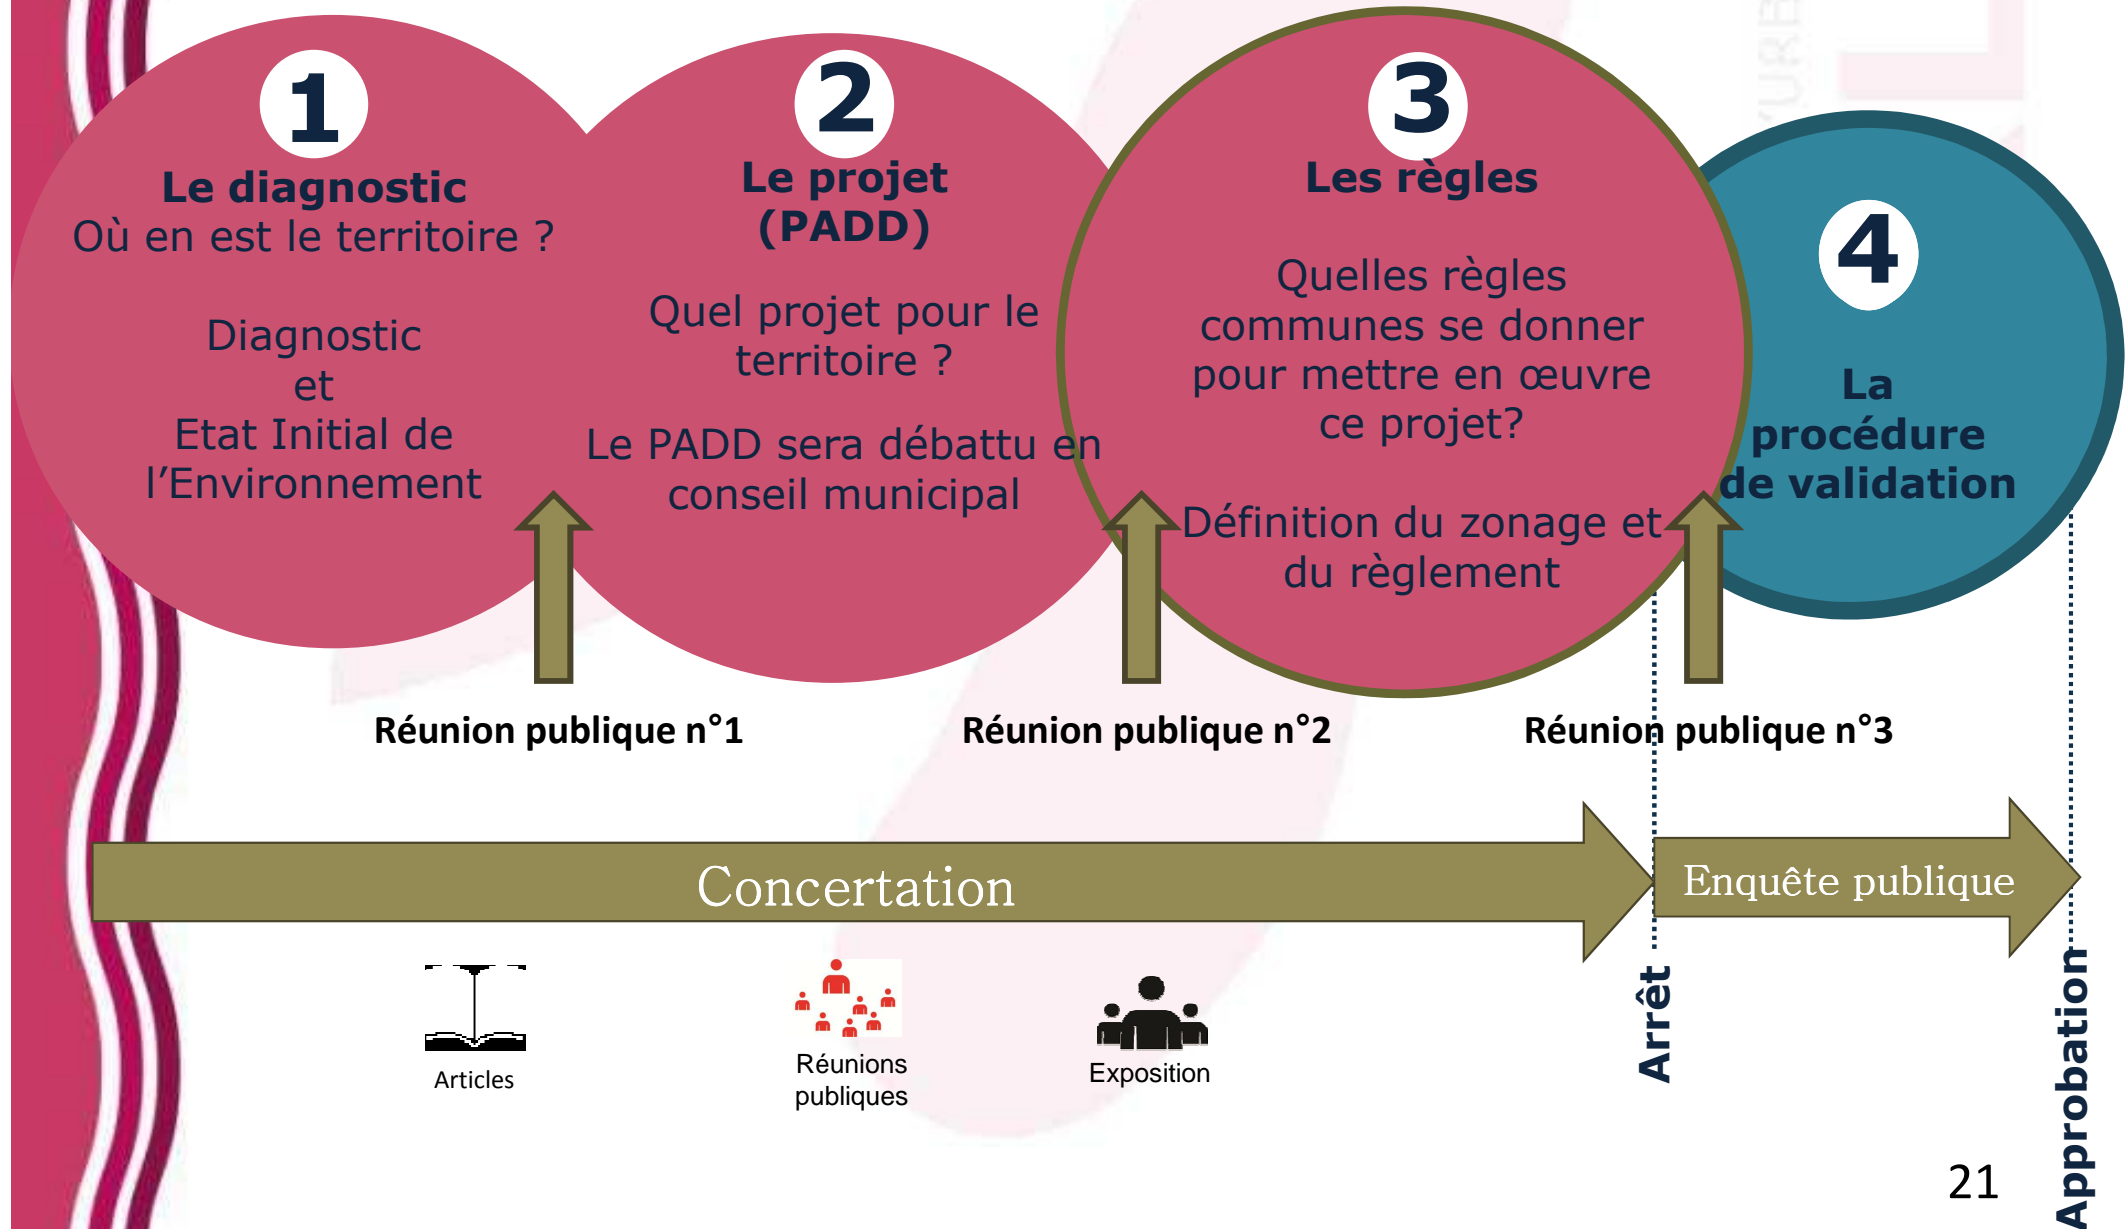 1
Le diagnostic
Où en est le territoire ?
Diagnostic
et
Etat Initial de
l’Environnement
2
Le projet
(PADD)
Quel projet pour le
territoire ?
Le PADD sera débattu en
conseil municipal
3
Les règles
Quelles règles
communes se donner
pour mettre en œuvre
ce projet?
Définition du zonage et
du règlement
4
La
procédure
de validation
Réunion publique n°1
Réunion publique n°2
Réunion publique n°3
Concertation
Enquête publique
Articles
Réunions
publiques
Exposition
Arrêt
Approbation
21